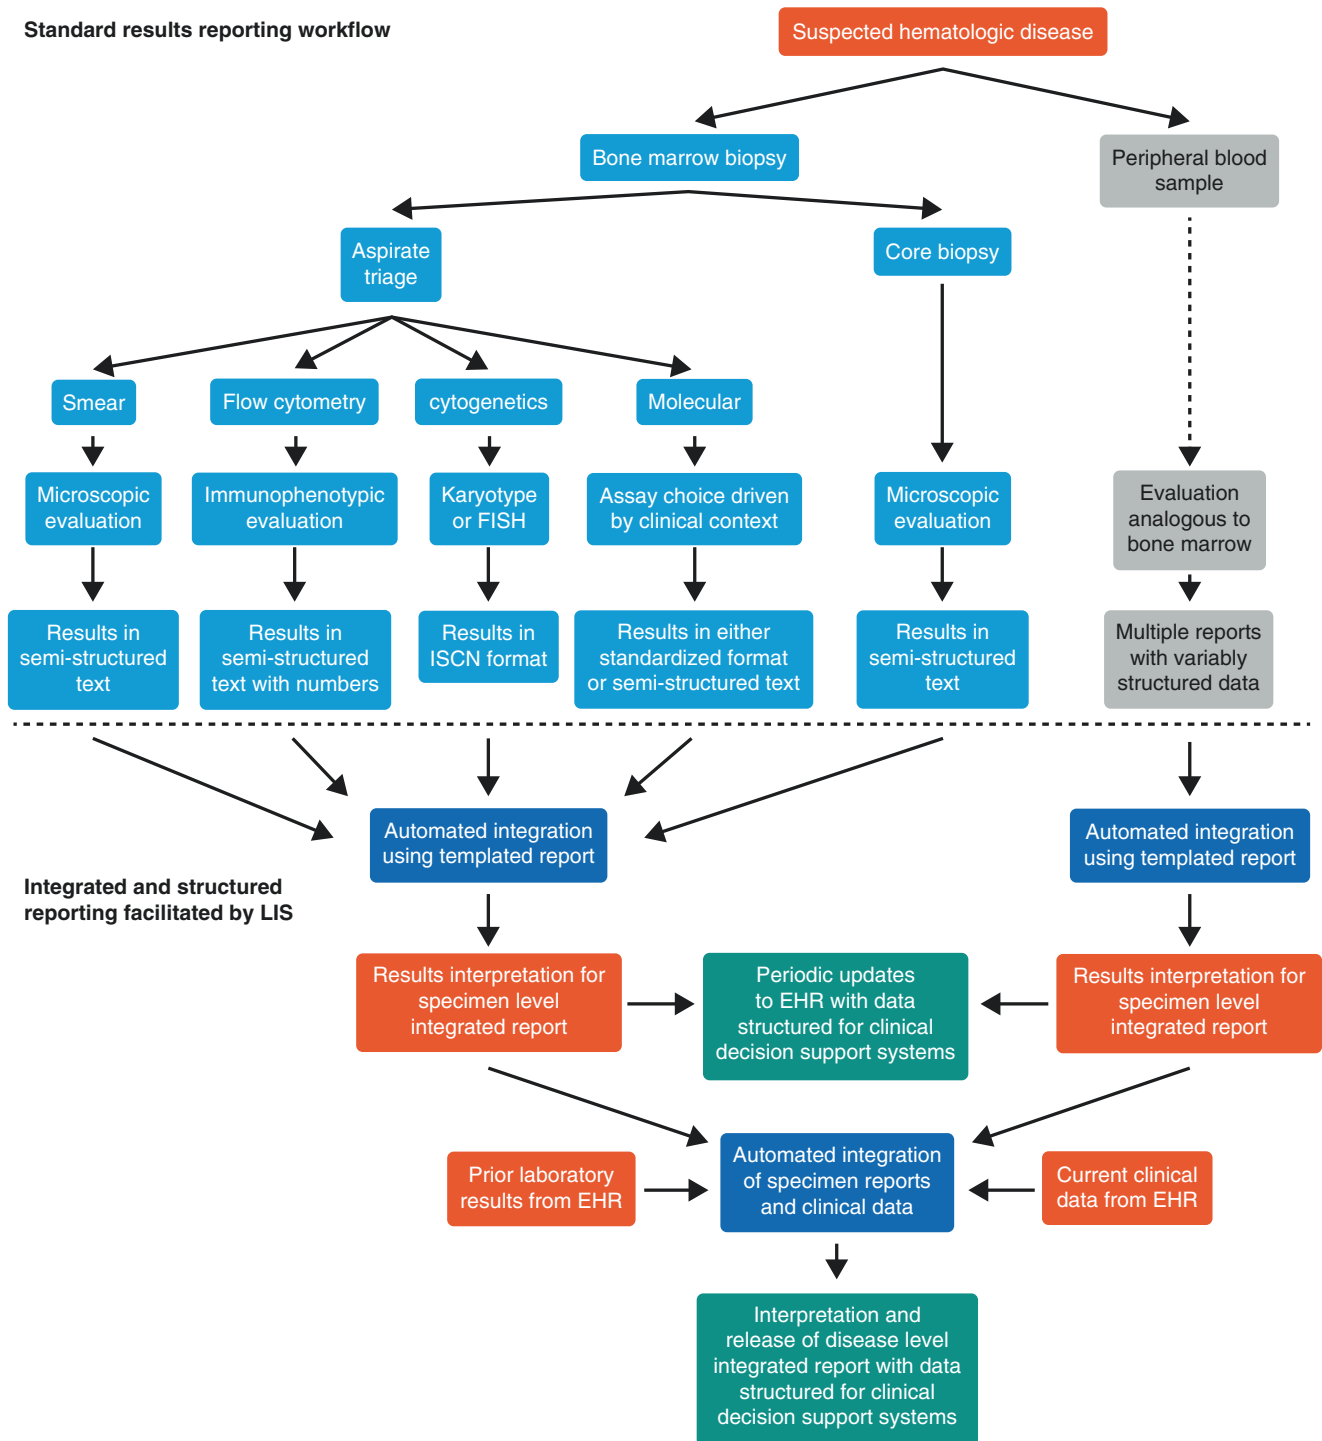 Standard results reporting workflow
Suspected hematologic disease
Bone marrow biopsy
Peripheral blood
sample
Aspirate
triage
Core biopsy
Smear
Flow cytometry
cytogenetics
Molecular
Microscopic
evaluation
Immunophenotypic
evaluation
Karyotype
or FISH
Assay choice driven
by clinical context
Microscopic
evaluation
Evaluation
analogous to
bone marrow
Results in
semi-structured
text
Results in
semi-structured
text with numbers
Results in
ISCN format
Results in either
standardized format
or semi-structured text
Results in
semi-structured
text
Multiple reports
with variably
structured data
Automated integration
using templated report
Automated integration
using templated report
Integrated and structured
reporting facilitated by LIS
Results interpretation for
specimen level
integrated report
Periodic updates
to EHR with data
structured for clinical
decision support systems
Results interpretation for
specimen level
integrated report
Prior laboratory
results from EHR
Automated integration
of specimen reports
and clinical data
Current clinical
data from EHR
Interpretation and
release of disease level
integrated report with data
structured for clinical
decision support systems